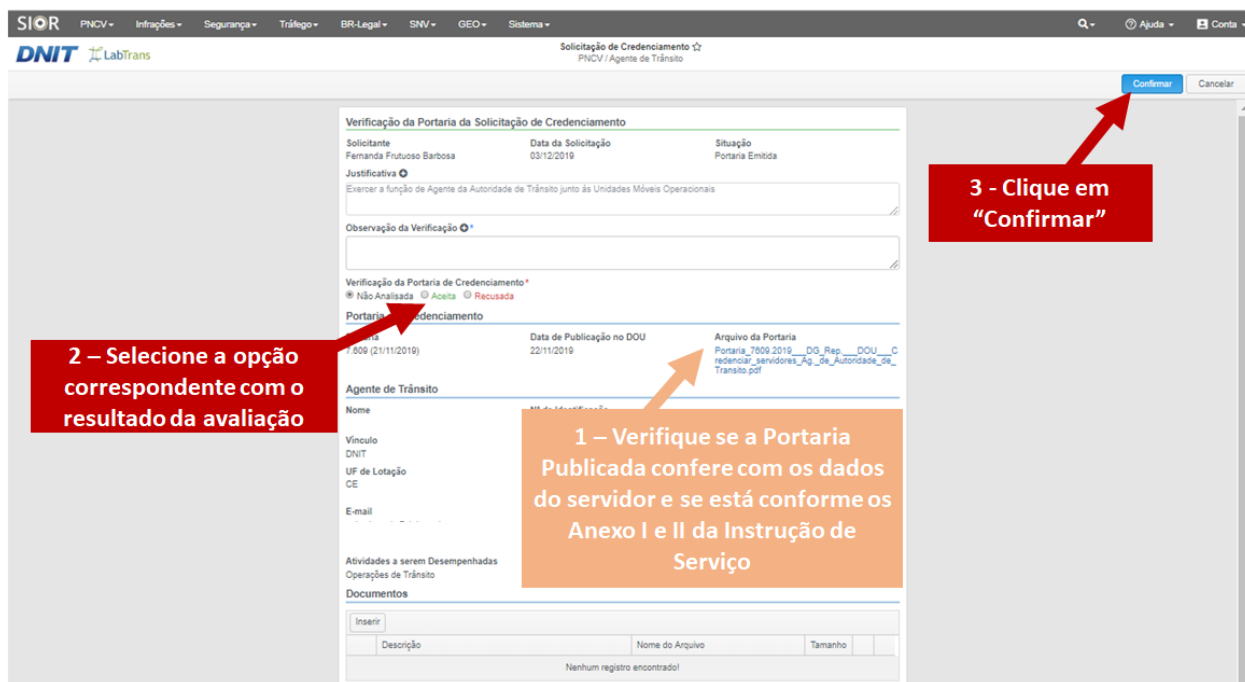 SIOR PNCV Infrações Segurança Tráfego BR-Legal SNV GEO Sistema Ajuda Conta
DNIT LabTrans
Solicitação de Credenciamento
PNCV / Agente de Trânsito
Confirmar Cancelar
Verificação da Portaria da Solicitação de Credenciamento
Solicitante Data da Solicitação Situação
Fernanda Frutuoso Barbosa 03/12/2019 Portaria Emitida
Justificativa
Exercer a função de Agente da Autoridade de Trânsito junto às Unidades Móveis Operacionais
3 - Clique em
“Confirmar”
Observação da Verificação *
Verificação da Portaria de Credenciamento *
Não Analisada Aceita Recusada
Portaria Credenciamento
Data de Publicação no DOU Arquivo da Portaria
7.609 (21/11/2019) 22/11/2019 Portaria_7609.2019___DG_Rep.___DOU___C
redenciar_servidores_Ag._de_Autoridade_de_
Transito.pdf
2 – Selecione a opção
correspondente com o
resultado da avaliação
Agente de Trânsito
Nome
Vínculo
DNIT
UF de Lotação
CE
E-mail
1 – Verifique se a Portaria
Publicada confere com os dados
do servidor e se está conforme os
Anexo I e II da Instrução de
Serviço
Atividades a serem Desempenhadas
Operações de Trânsito
Documentos
Inserir
Descrição Nome do Arquivo Tamanho
Nenhum registro encontrado!